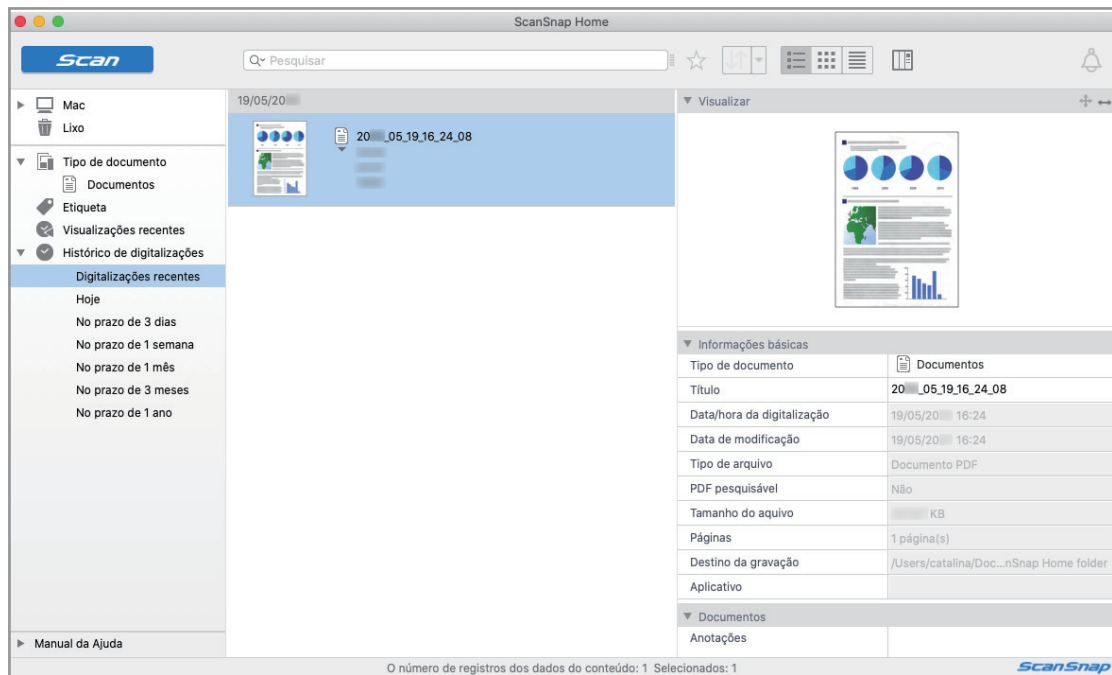 ScanSnap Home
Scan
Pesquisar
Mac
Lixo
Tipo de documento
Documentos
Etiqueta
Visualizações recentes
Histórico de digitalizações
Digitalizações recentes
Hoje
No prazo de 3 dias
No prazo de 1 semana
No prazo de 1 mês
No prazo de 3 meses
No prazo de 1 ano
Manual da Ajuda
19/05/20
20 _05_19_16_24_08
Visualizar
Informações básicas
Tipo de documento Documentos
Título 20 _05_19_16_24_08
Data/hora da digitalização 19/05/20 16:24
Data de modificação 19/05/20 16:24
Tipo de arquivo Documento PDF
PDF pesquisável Não
Tamanho do aquivo KB
Páginas 1 página(s)
Destino da gravação /Users/catalina/Doc...nSnap Home folder
Aplicativo
Documentos
Anotações
O número de registros dos dados do conteúdo: 1 Selecionados: 1
ScanSnap